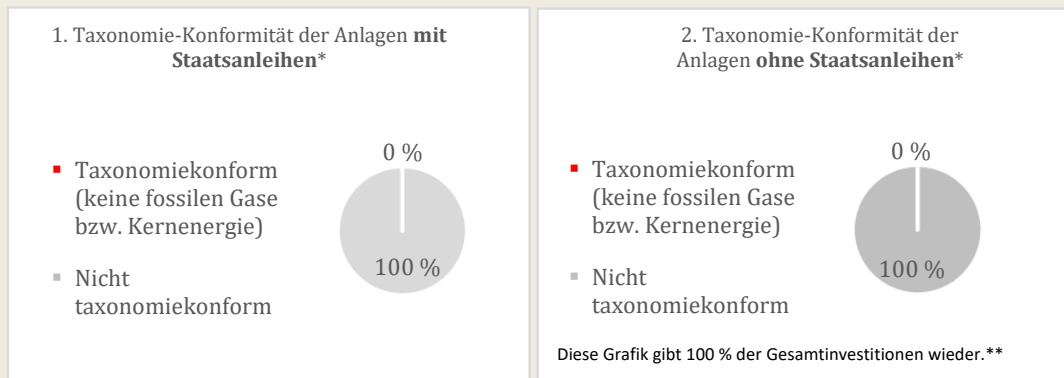 1. Taxonomie-Konformität der Anlagen mit
Staatsanleihen*
Taxonomiekonform
(keine fossilen Gase
bzw. Kernenergie)
Nicht
taxonomiekonform
0 %
100 %
2. Taxonomie-Konformität der
Anlagen ohne Staatsanleihen*
Taxonomiekonform
(keine fossilen Gase
bzw. Kernenergie)
Nicht
taxonomiekonform
0 %
100 %
Diese Grafik gibt 100 % der Gesamtinvestitionen wieder.**